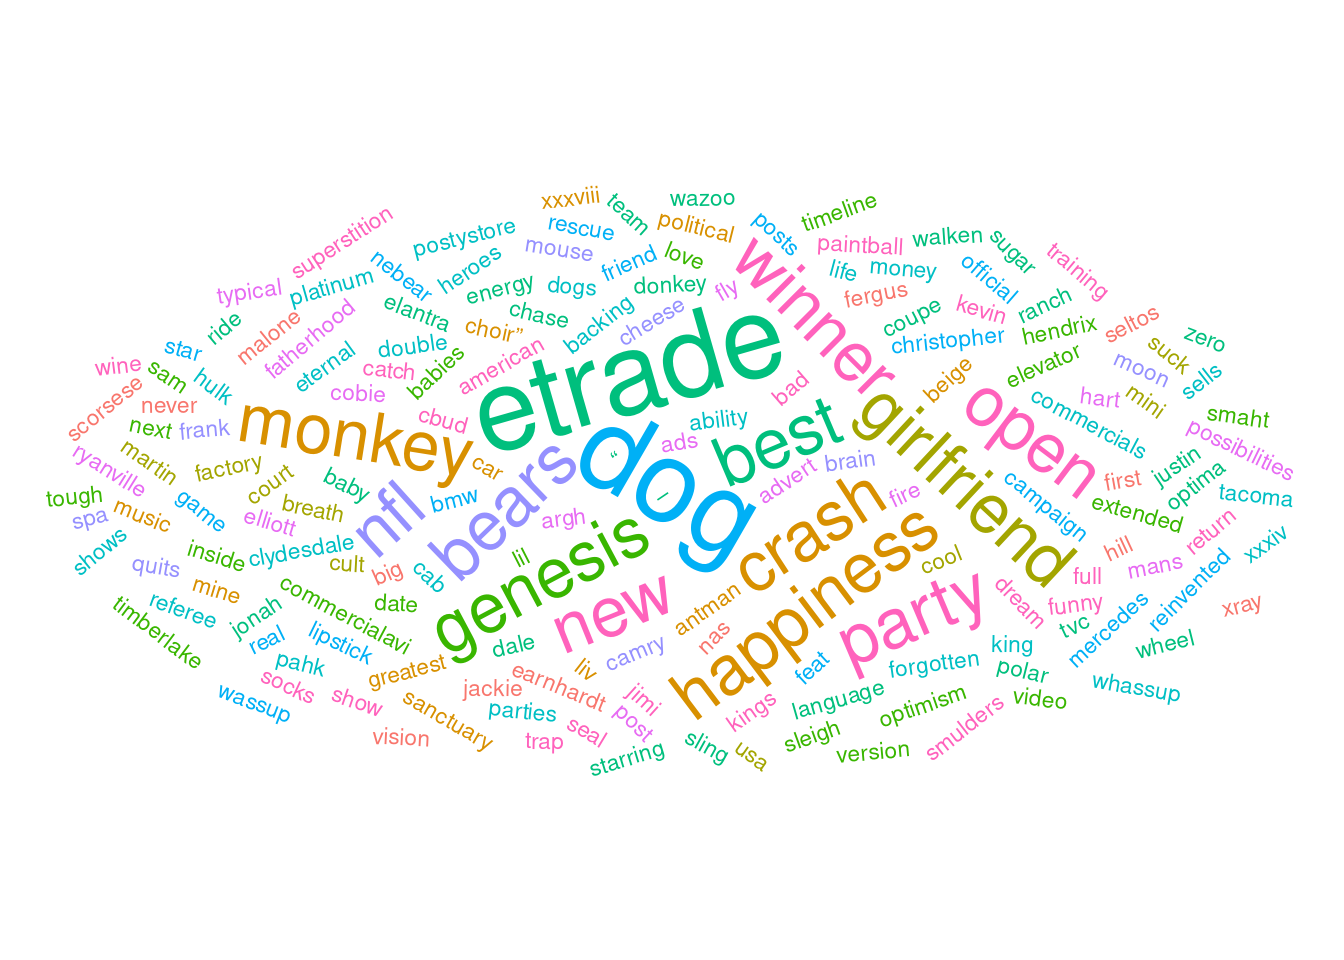 xxxviii
team
wazoo
timeline
superstition
postystore
rescue
political
posts
paintball
walken
sugar
training
typical
platinum
nebear
heroes
mouse
friend
love
winner
life
money
official
ride
malone
fatherhood
elantra
energy
dogs
donkey
fly
fergus
kevin
ranch
seltos
zero
star
eternal
double
choir”
chase
backing
cheese
coupe
christopher
hendrix
suck
wine
sam
hulk
catch
babies
american
etrade
bad
beige
elevator
moon
sells
scorsese
never
cobie
cbud
ability
best
girlfriend
open
commercials
hart
mini
smaht
next
frank
monkey
car
bears
“
dog
ads
advert
brain
possibilities
ryanville
martin
factory
court
baby
nfl
bmw
–
crash
fire
campaign
first
justin
optima
tacoma
tough
spa
music
game
elliott
breath
argh
extended
return
xxxiv
shows
quits
inside
clydesdale
cult
big
cab
lil
genesis
new
happiness
cool
party
dream
full
hill
mans
timberlake
referee
mine
jonah
commercialavi
date
antman
nas
funny
tvc
mercedes
reinvented
xray
real
lipstick
pahk
greatest
dale
liv
camry
feat
forgotten
king
polar
wheel
wassup
socks
show
sanctuary
jackie
earnhardt
jimi
post
kings
language
optimism
video
whassup
vision
parties
trap
seal
starring
sling
usa
sleigh
version
smulders